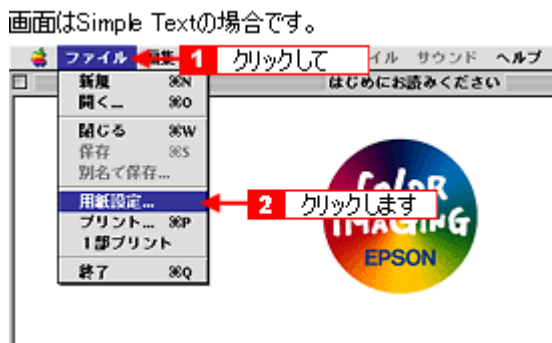 画面はSimple Textの場合です。
ファイル 編集 1 クリックして イル サウンド ヘルプ
新規 ⌘N はじめにお読みください
開く... ⌘O
閉じる ⌘W
保存 ⌘S
別名で保存...
用紙設定... 2 クリックします
プリント... ⌘P
1部プリント
終了 ⌘Q
COLOR
IMAGING
EPSON